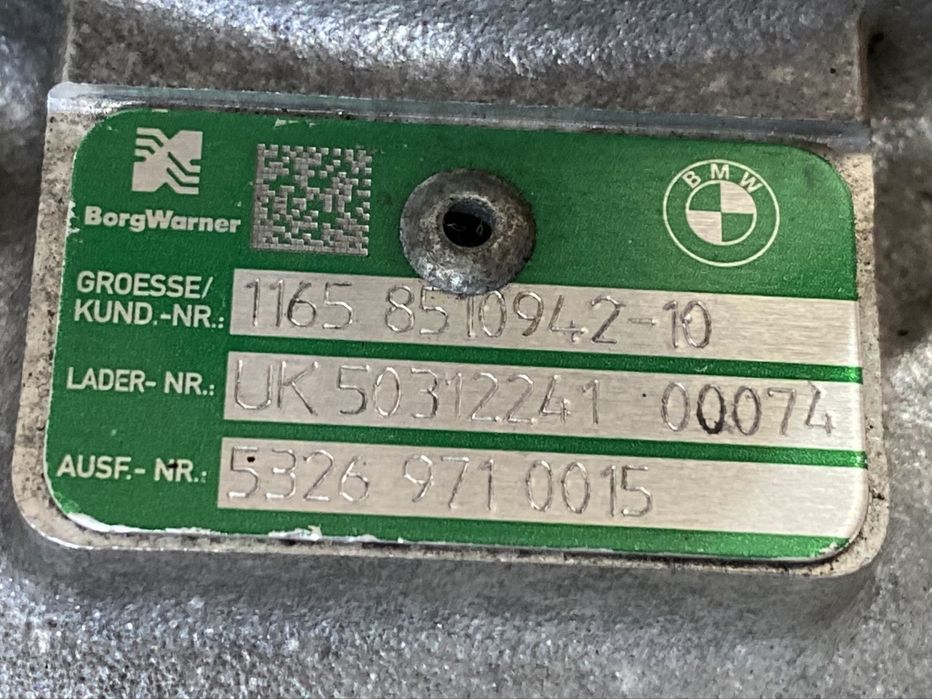 BorgWarner
BMW
GROESSE/
KUND.-NR.: 1165 8510942-10
LADER- NR.: UK 50312241 00074
AUSF.- NR.: 5326 971 0015